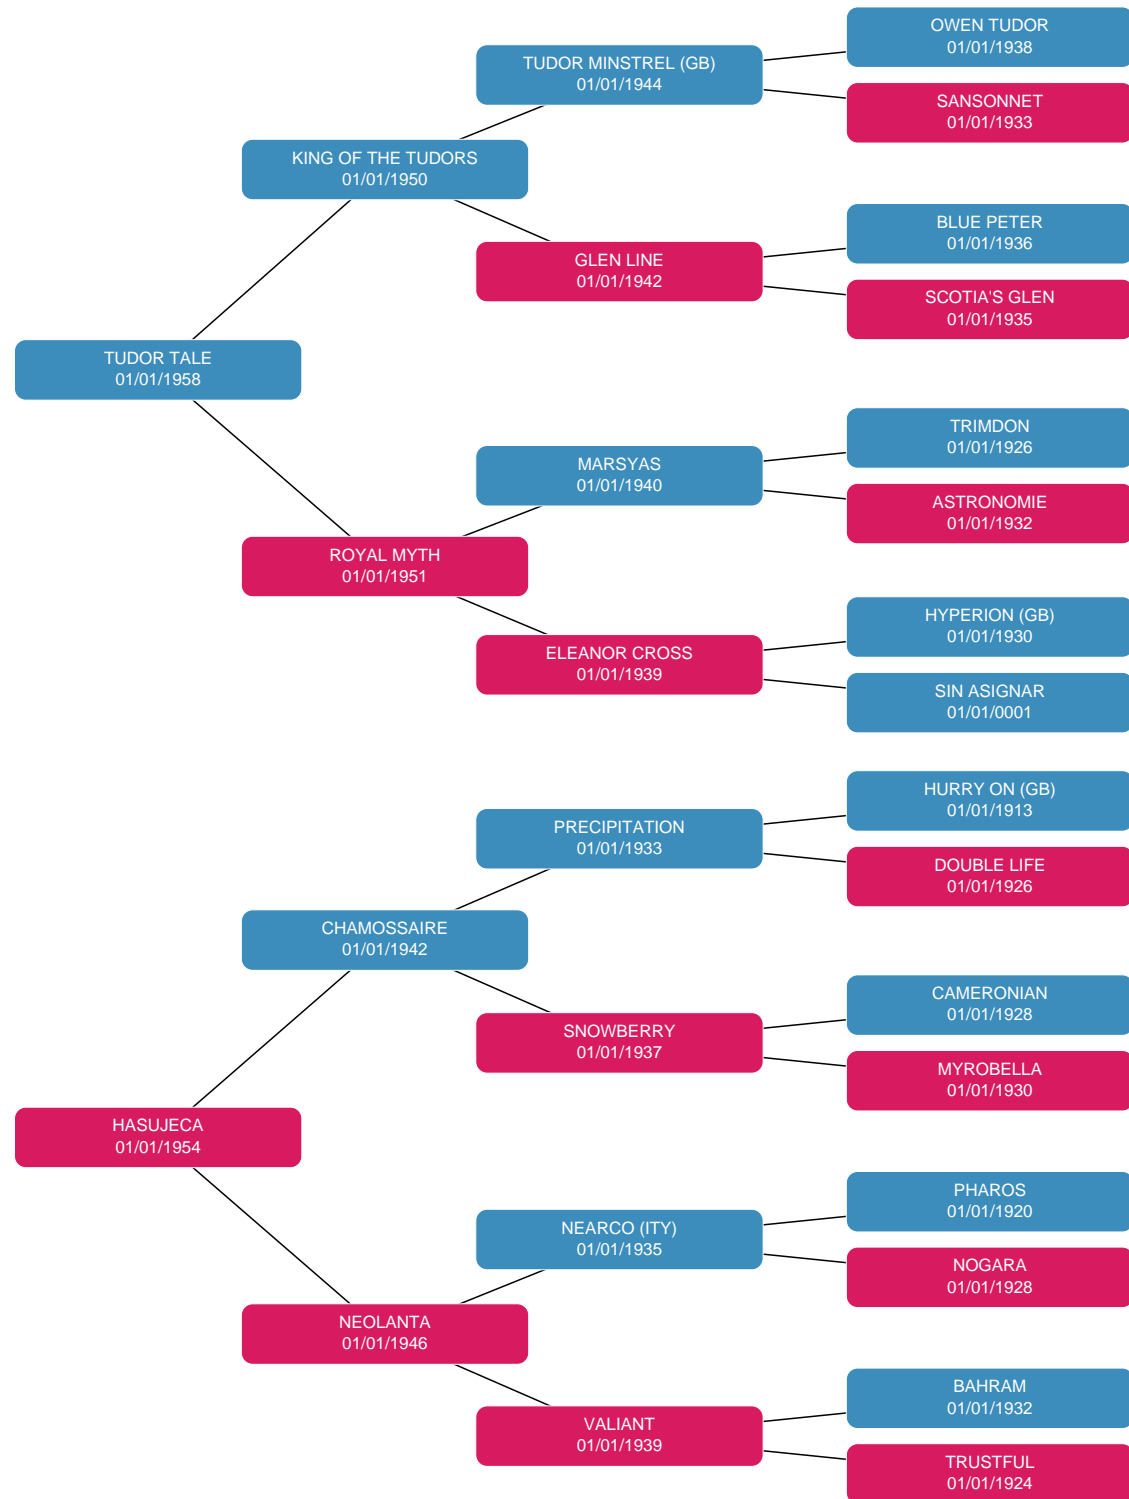 OWEN TUDOR
01/01/1938
TUDOR MINSTREL (GB)
01/01/1944
SANSONNET
01/01/1933
KING OF THE TUDORS
01/01/1950
BLUE PETER
01/01/1936
GLEN LINE
01/01/1942
SCOTIA'S GLEN
01/01/1935
TUDOR TALE
01/01/1958
TRIMDON
01/01/1926
MARSYAS
01/01/1940
ASTRONOMIE
01/01/1932
ROYAL MYTH
01/01/1951
HYPERION (GB)
01/01/1930
ELEANOR CROSS
01/01/1939
SIN ASIGNAR
01/01/0001
HURRY ON (GB)
01/01/1913
PRECIPITATION
01/01/1933
DOUBLE LIFE
01/01/1926
CHAMOSSAIRE
01/01/1942
CAMERONIAN
01/01/1928
SNOWBERRY
01/01/1937
MYROBELLA
01/01/1930
HASUJECA
01/01/1954
PHAROS
01/01/1920
NEARCO (ITY)
01/01/1935
NOGARA
01/01/1928
NEOLANTA
01/01/1946
BAHRAM
01/01/1932
VALIANT
01/01/1939
TRUSTFUL
01/01/1924